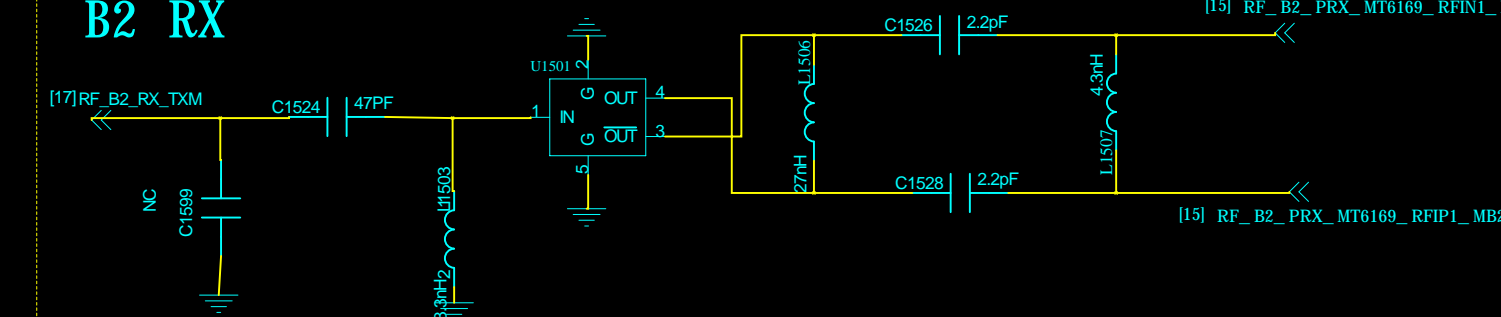 B2 RX
[15] RF_B2_PRX_MT6169_RFIN1_
C1526
2.2pF
L1506
4.3nH
U1501
2
[17]RF_B2_RX_TXM
C1524
47PF
1
IN
G
OUT
4
G
OUT
3
5
L1507
27nH
C1528
2.2pF
NC
C1599
L1503
[15] RF_B2_PRX_MT6169_RFIP1_MB2